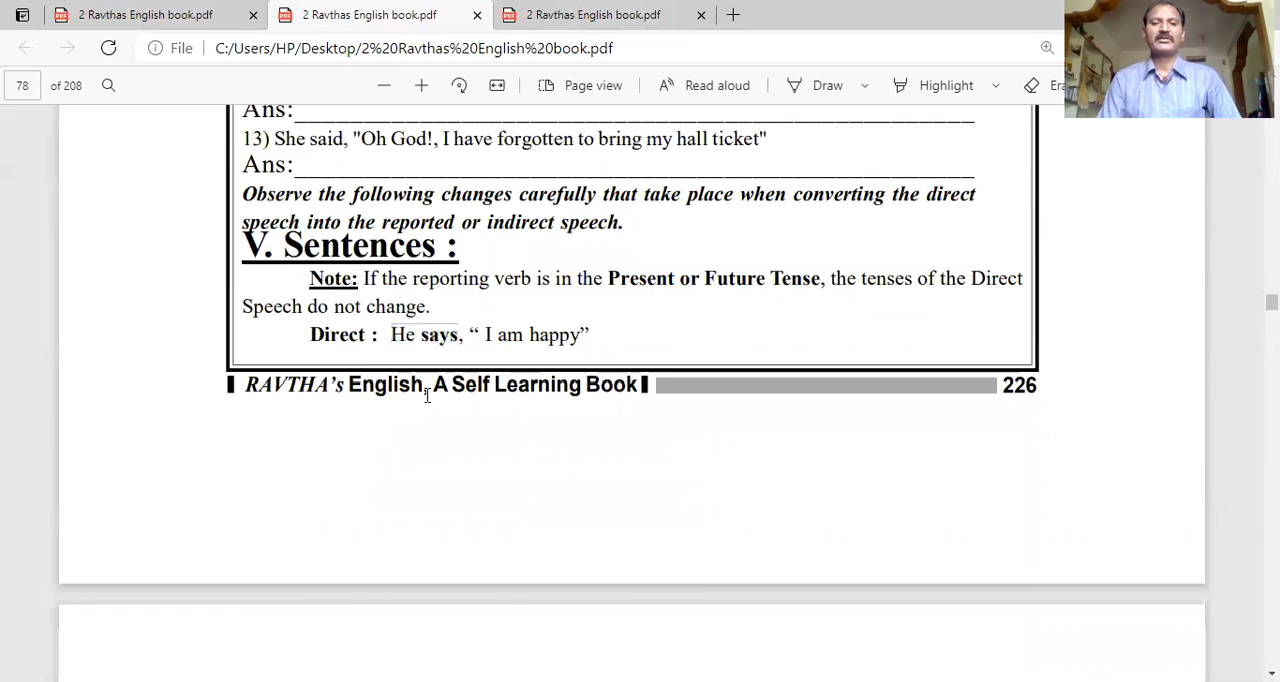 2 Ravthas English book.pdf
2 Ravthas English book.pdf
2 Ravthas English book.pdf
File C:/Users/HP/Desktop/2%20Ravthas%20English%20book.pdf
78 of 208 Page view Read aloud Draw Highlight Era
Ans:
13) She said, "Oh God!, I have forgotten to bring my hall ticket"
Ans:
Observe the following changes carefully that take place when converting the direct
speech into the reported or indirect speech.
V. Sentences :
Note: If the reporting verb is in the Present or Future Tense, the tenses of the Direct
Speech do not change.
Direct : He says, “ I am happy”
RAVTHA’s English, A Self Learning Book 226